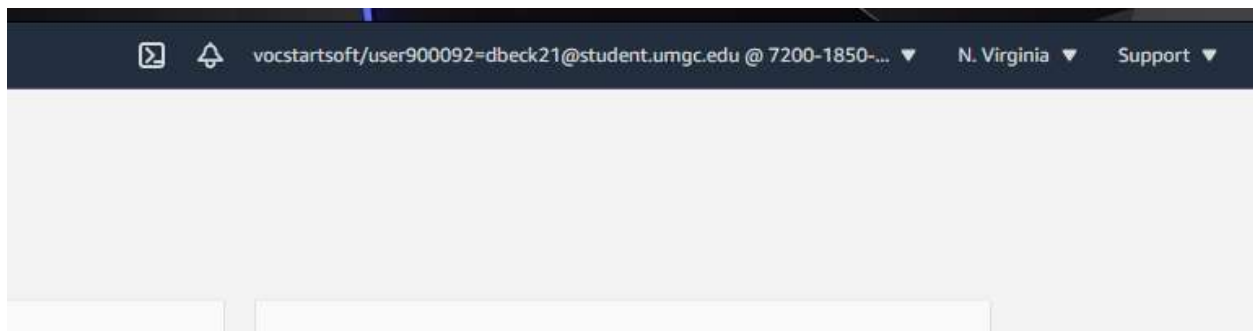 vocstartsoft/user900092=dbeck21@student.umgc.edu @ 7200-1850-... ▼ N. Virginia ▼ Support ▼